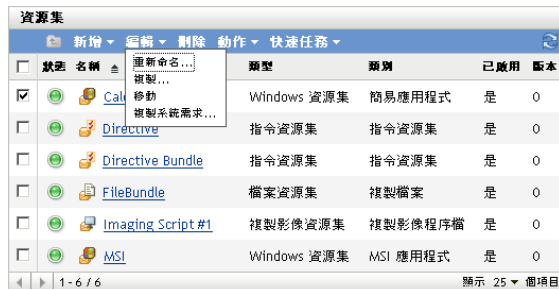 資源集
新增 編輯 刪除 動作 快速任務
狀態 名稱 類型 類別 已啟用 版本
重新命名...
複製...
移動
複製系統需求...
Windows 資源集 簡易應用程式 是 0
Directive 指令資源集 指令資源集 是 0
Directive Bundle 指令資源集 指令資源集 是 0
FileBundle 檔案資源集 複製檔案 是 0
Imaging Script #1 複製影像資源集 複製影像程序檔 是 0
MSI Windows 資源集 MSI 應用程式 是 0
1 - 6 / 6 顯示 25 個項目